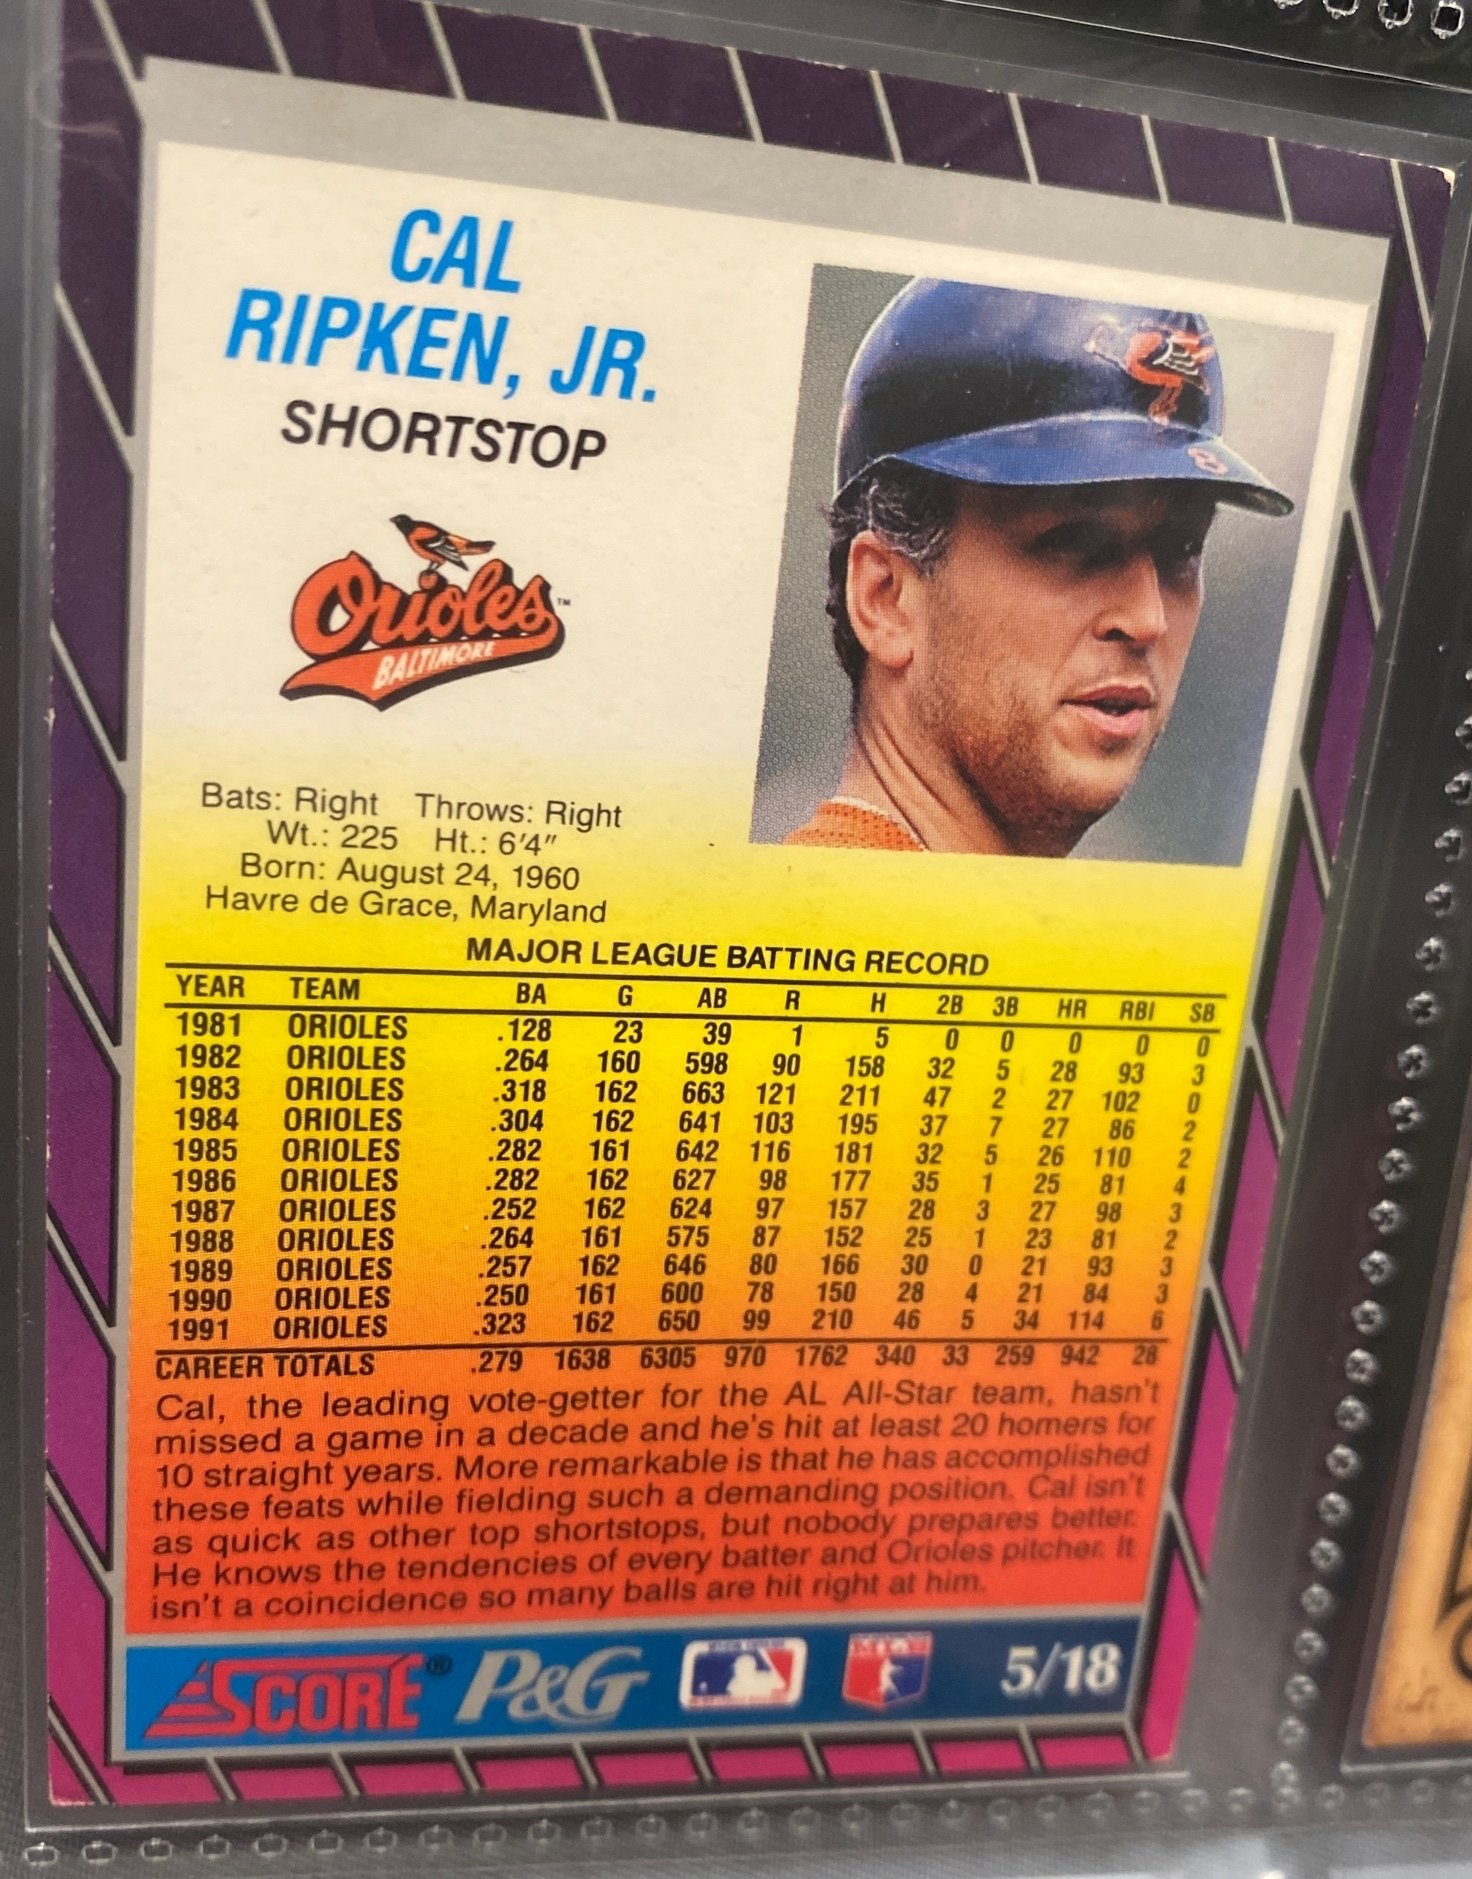 CAL
RIPKEN, JR.
SHORTSTOP
Orioles™
BALTIMORE
8
Bats: Right Throws: Right
Wt.: 225 Ht.: 6'4"
Born: August 24, 1960
Havre de Grace, Maryland
MAJOR LEAGUE BATTING RECORD
YEAR TEAM BA G AB R H 2B 3B HR RBI SB
1981 ORIOLES .128 23 39 1 5 0 0 0 0 0
1982 ORIOLES .264 160 598 90 158 32 5 28 93 3
1983 ORIOLES .318 162 663 121 211 47 2 27 102 0
1984 ORIOLES .304 162 641 103 195 37 7 27 86 2
1985 ORIOLES .282 161 642 116 181 32 5 26 110 2
1986 ORIOLES .282 162 627 98 177 35 1 25 81 4
1987 ORIOLES .252 162 624 97 157 28 3 27 98 3
1988 ORIOLES .264 161 575 87 152 25 1 23 81 2
1989 ORIOLES .257 162 646 80 166 30 0 21 93 3
1990 ORIOLES .250 161 600 78 150 28 4 21 84 3
1991 ORIOLES .323 162 650 99 210 46 5 34 114 6
CAREER TOTALS .279 1638 6305 970 1762 340 33 259 942 28
Cal, the leading vote-getter for the AL All-Star team, hasn't
missed a game in a decade and he's hit at least 20 homers for
10 straight years. More remarkable is that he has accomplished
these feats while fielding such a demanding position. Cal isn't
as quick as other top shortstops, but nobody prepares better.
He knows the tendencies of every batter and Orioles pitcher. It
isn't a coincidence so many balls are hit right at him.
SCORE® P&G 5/18